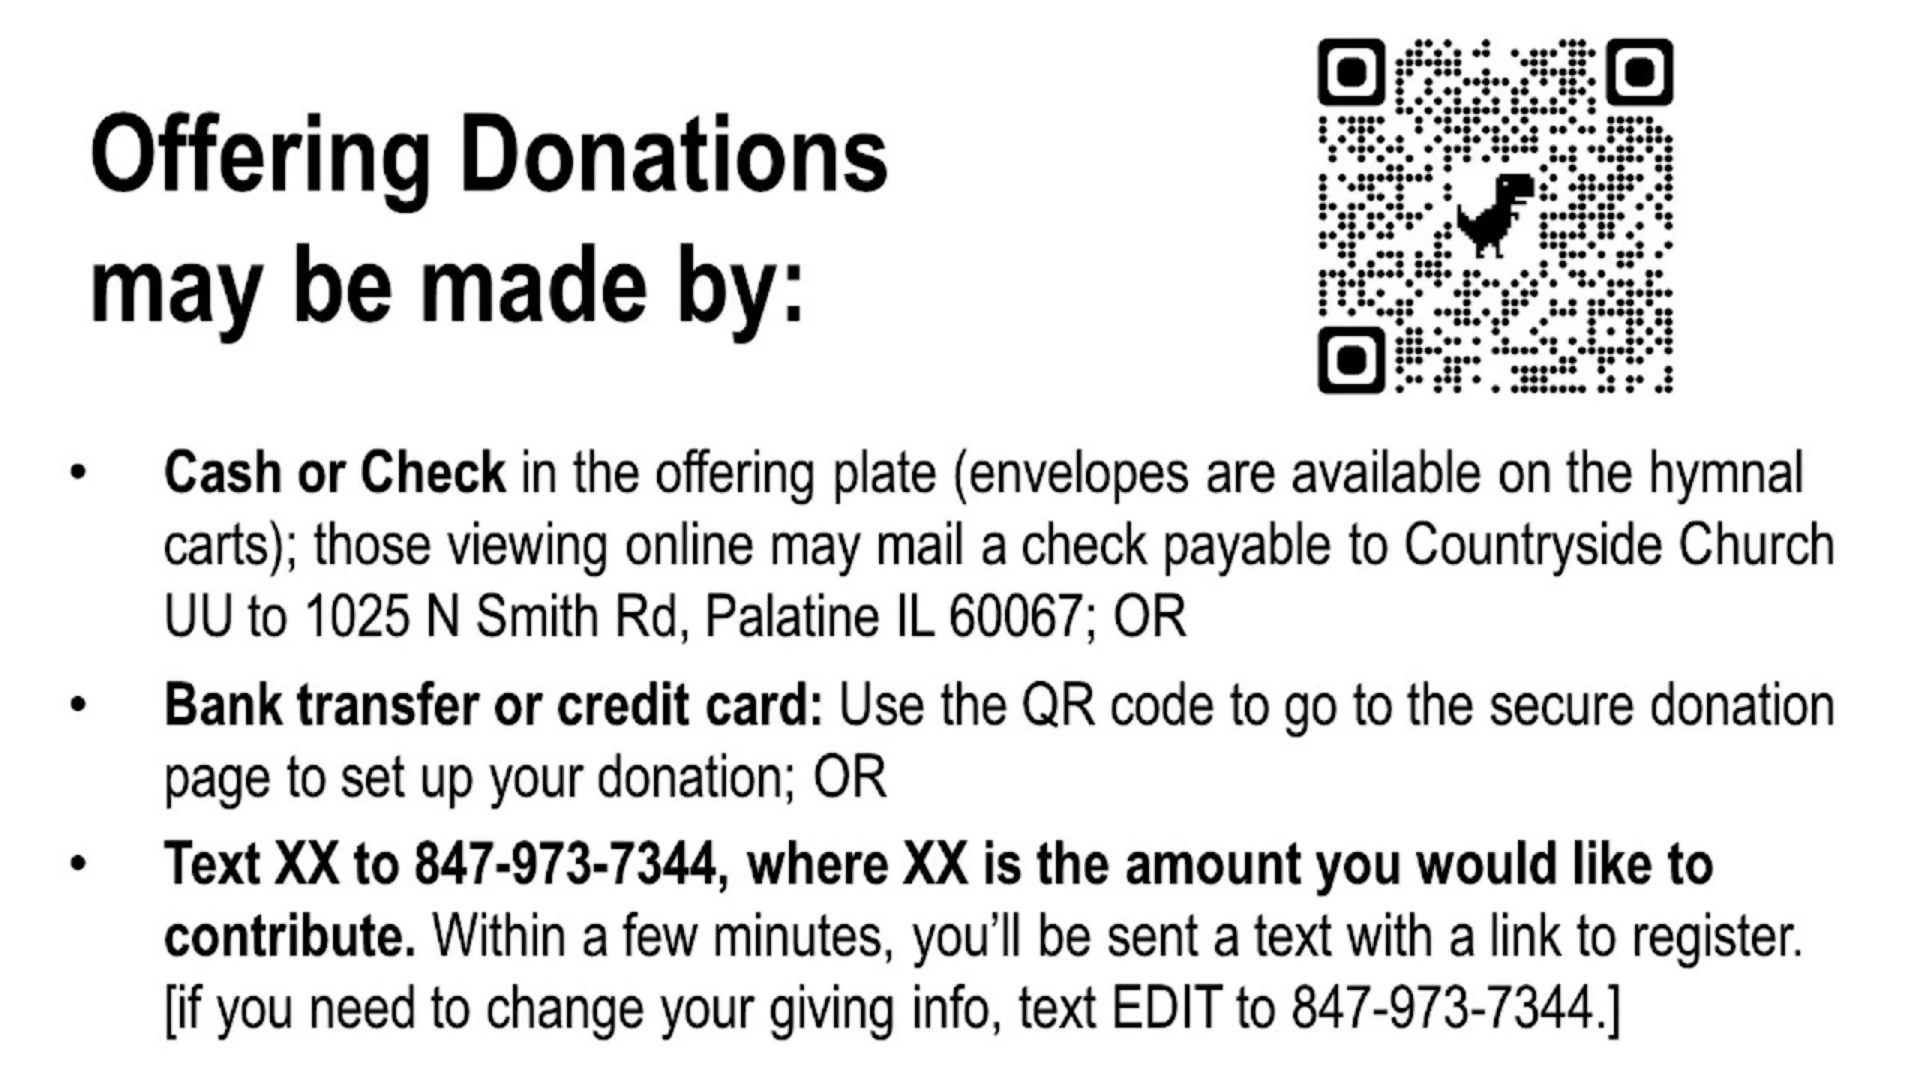 Offering Donations
may be made by:
• Cash or Check in the offering plate (envelopes are available on the hymnal
carts); those viewing online may mail a check payable to Countryside Church
UU to 1025 N Smith Rd, Palatine IL 60067; OR
• Bank transfer or credit card: Use the QR code to go to the secure donation
page to set up your donation; OR
• Text XX to 847-973-7344, where XX is the amount you would like to
contribute. Within a few minutes, you’ll be sent a text with a link to register.
[if you need to change your giving info, text EDIT to 847-973-7344.]